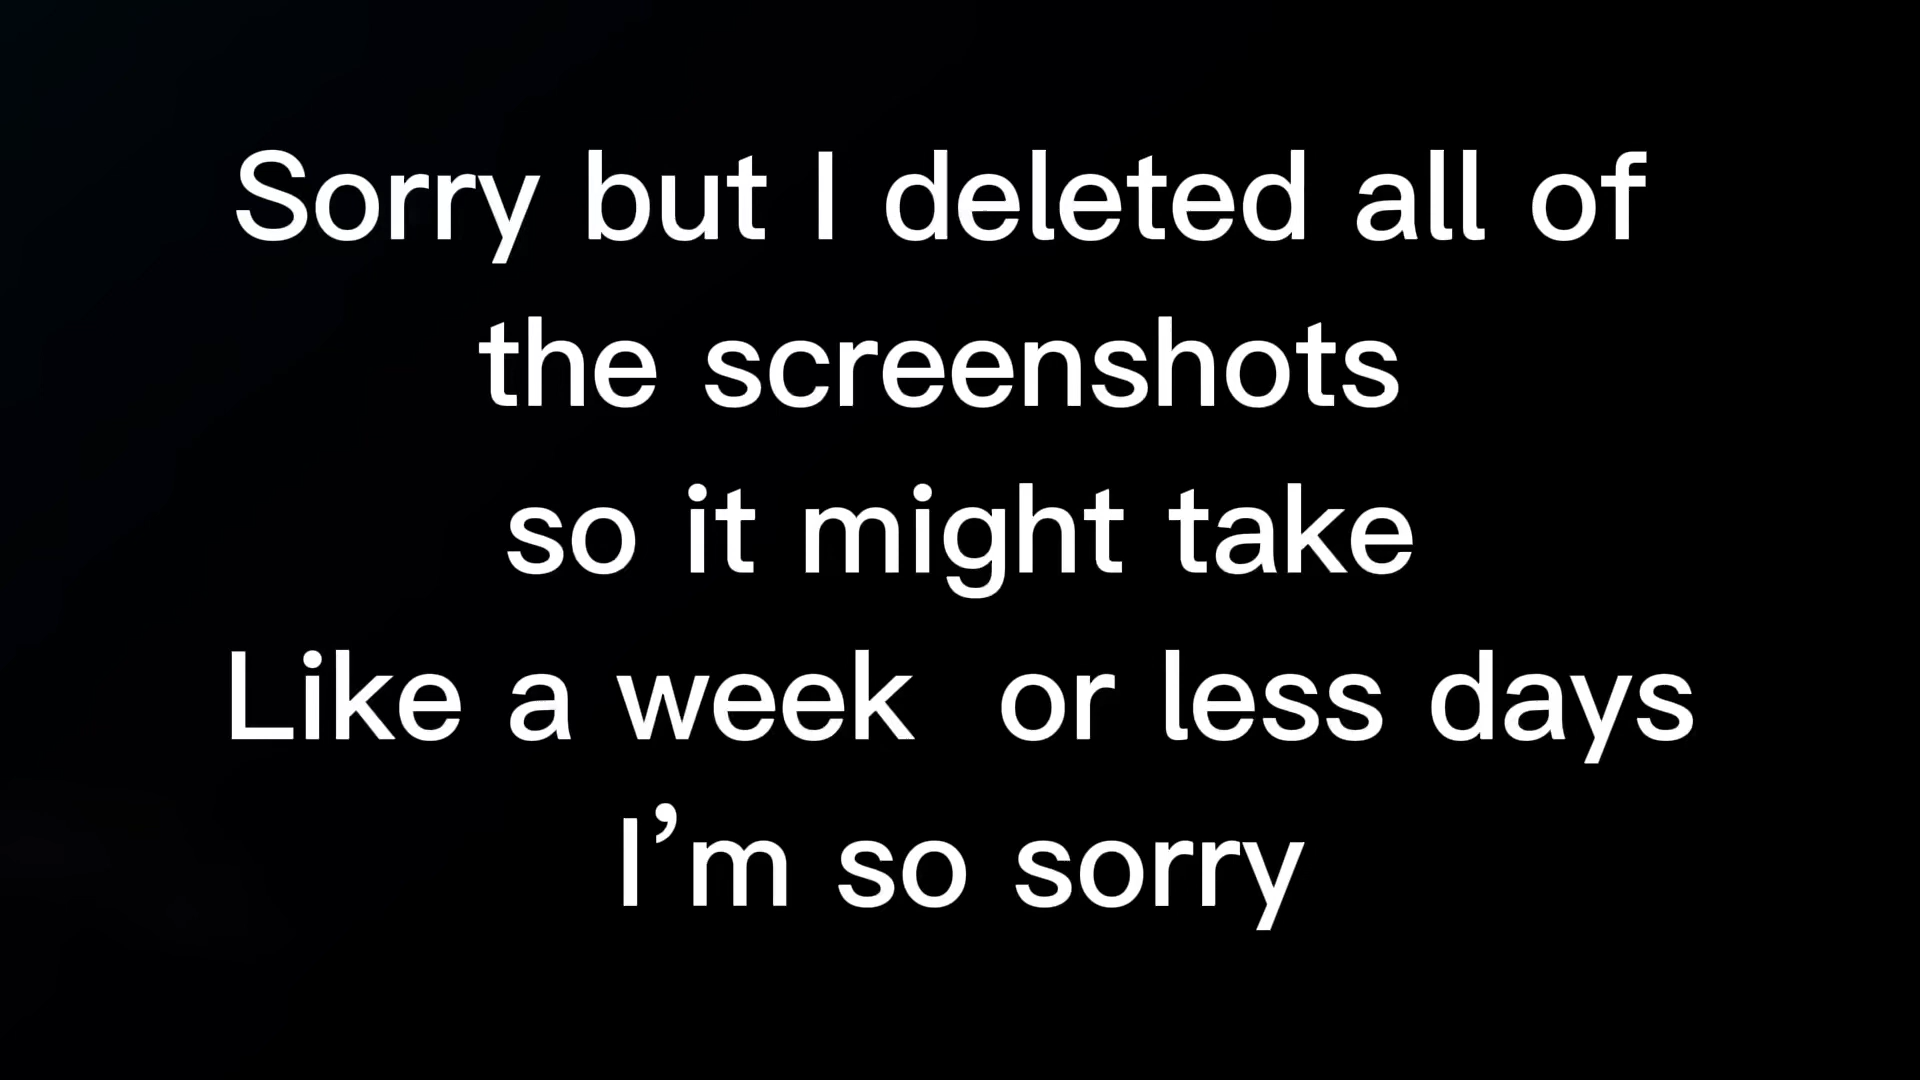 Sorry but I deleted all of
the screenshots
so it might take
Like a week  or less days
I’m so sorry